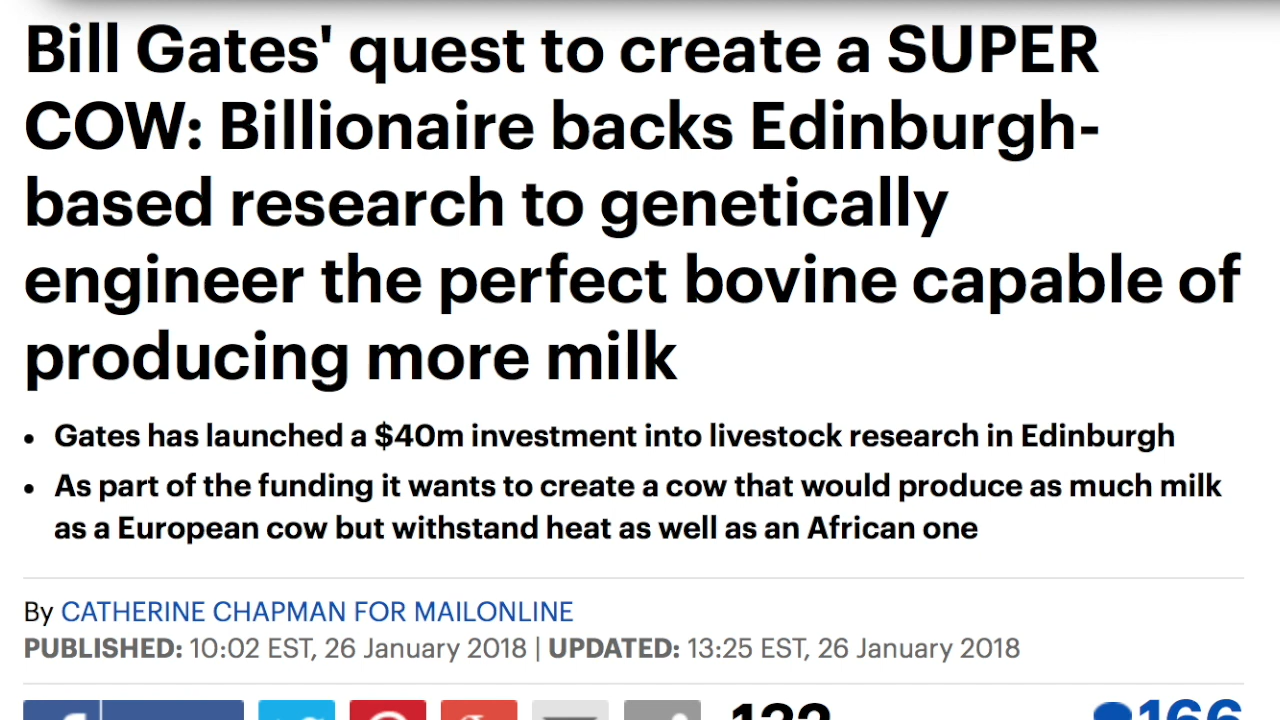 Bill Gates' quest to create a SUPER
COW: Billionaire backs Edinburgh-
based research to genetically
engineer the perfect bovine capable of
producing more milk
• Gates has launched a $40m investment into livestock research in Edinburgh
• As part of the funding it wants to create a cow that would produce as much milk
as a European cow but withstand heat as well as an African one
By CATHERINE CHAPMAN FOR MAILONLINE
PUBLISHED: 10:02 EST, 26 January 2018 | UPDATED: 13:25 EST, 26 January 2018
166